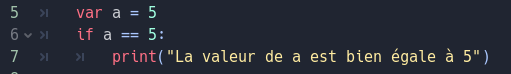 5 var a = 5
6 if a == 5:
7 print("La valeur de a est bien égale à 5")